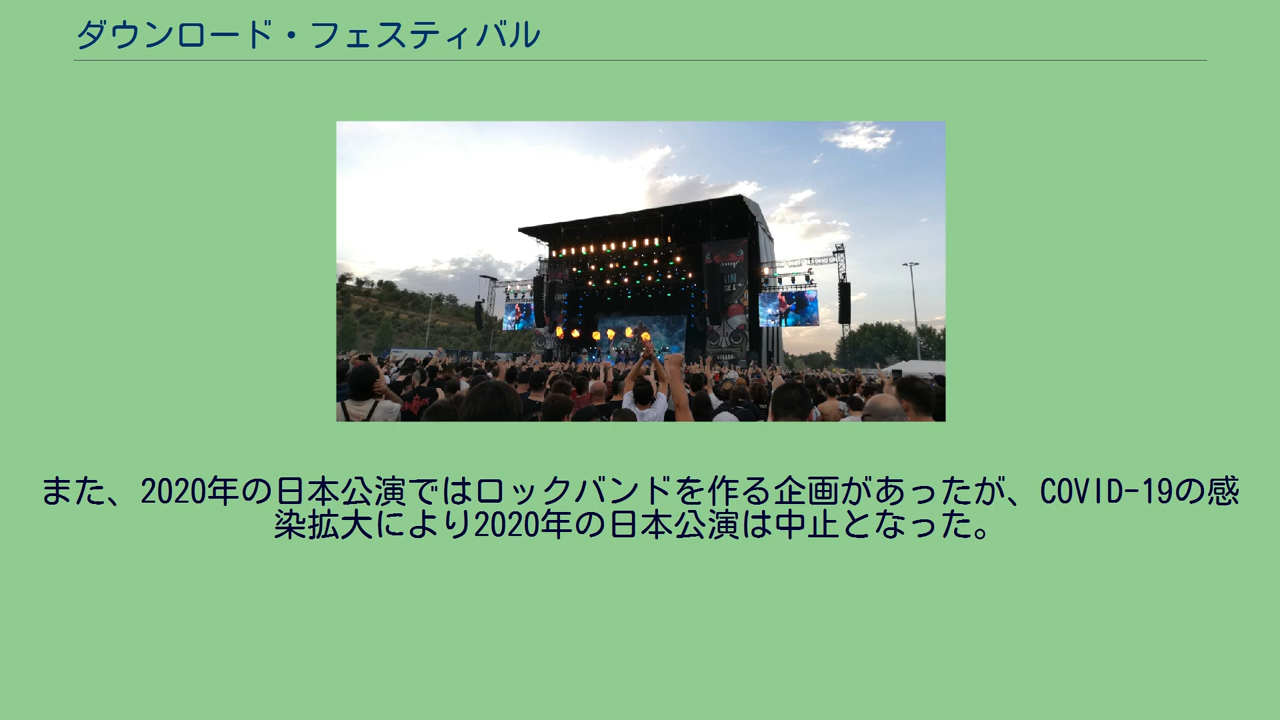 ダウンロード・フェスティバル
また、2020年の日本公演ではロックバンドを作る企画があったが、COVID-19の感
染拡大により2020年の日本公演は中止となった。